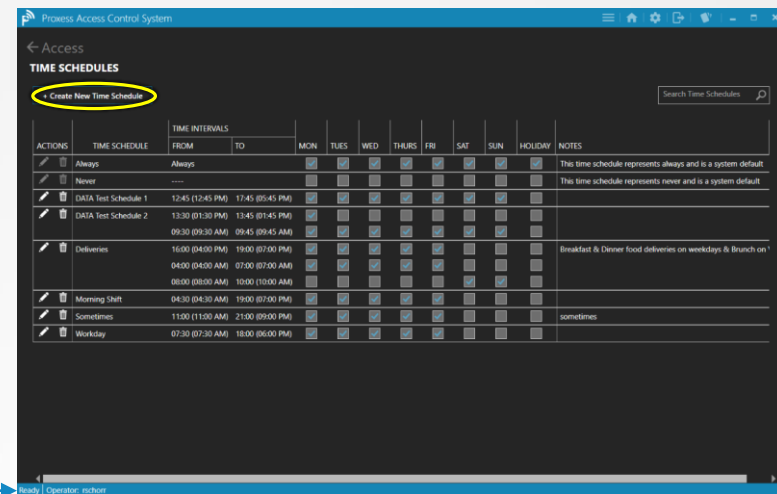 Proxess Access Control System
Access
TIME SCHEDULES
+ Create New Time Schedule
Search Time Schedules
TIME INTERVALS
ACTIONS TIME SCHEDULE FROM TO MON TUES WED THURS FRI SAT SUN HOLIDAY NOTES
Always Always This time schedule represents always and is a system default
Never ---- This time schedule represents never and is a system default
DATA Test Schedule 1 12:45 (12:45 PM) 17:45 (05:45 PM)
DATA Test Schedule 2 13:30 (01:30 PM) 13:45 (01:45 PM)
09:30 (09:30 AM) 09:45 (09:45 AM)
Deliveries 16:00 (04:00 PM) 19:00 (07:00 PM) Breakfast & Dinner food deliveries on weekdays & Brunch on
04:00 (04:00 AM) 07:00 (07:00 AM)
08:00 (08:00 AM) 10:00 (10:00 AM)
Morning Shift 04:30 (04:30 AM) 19:00 (07:00 PM)
Sometimes 11:00 (11:00 AM) 21:00 (09:00 PM) sometimes
Workday 07:30 (07:30 AM) 18:00 (06:00 PM)
Ready Operator: rschorr